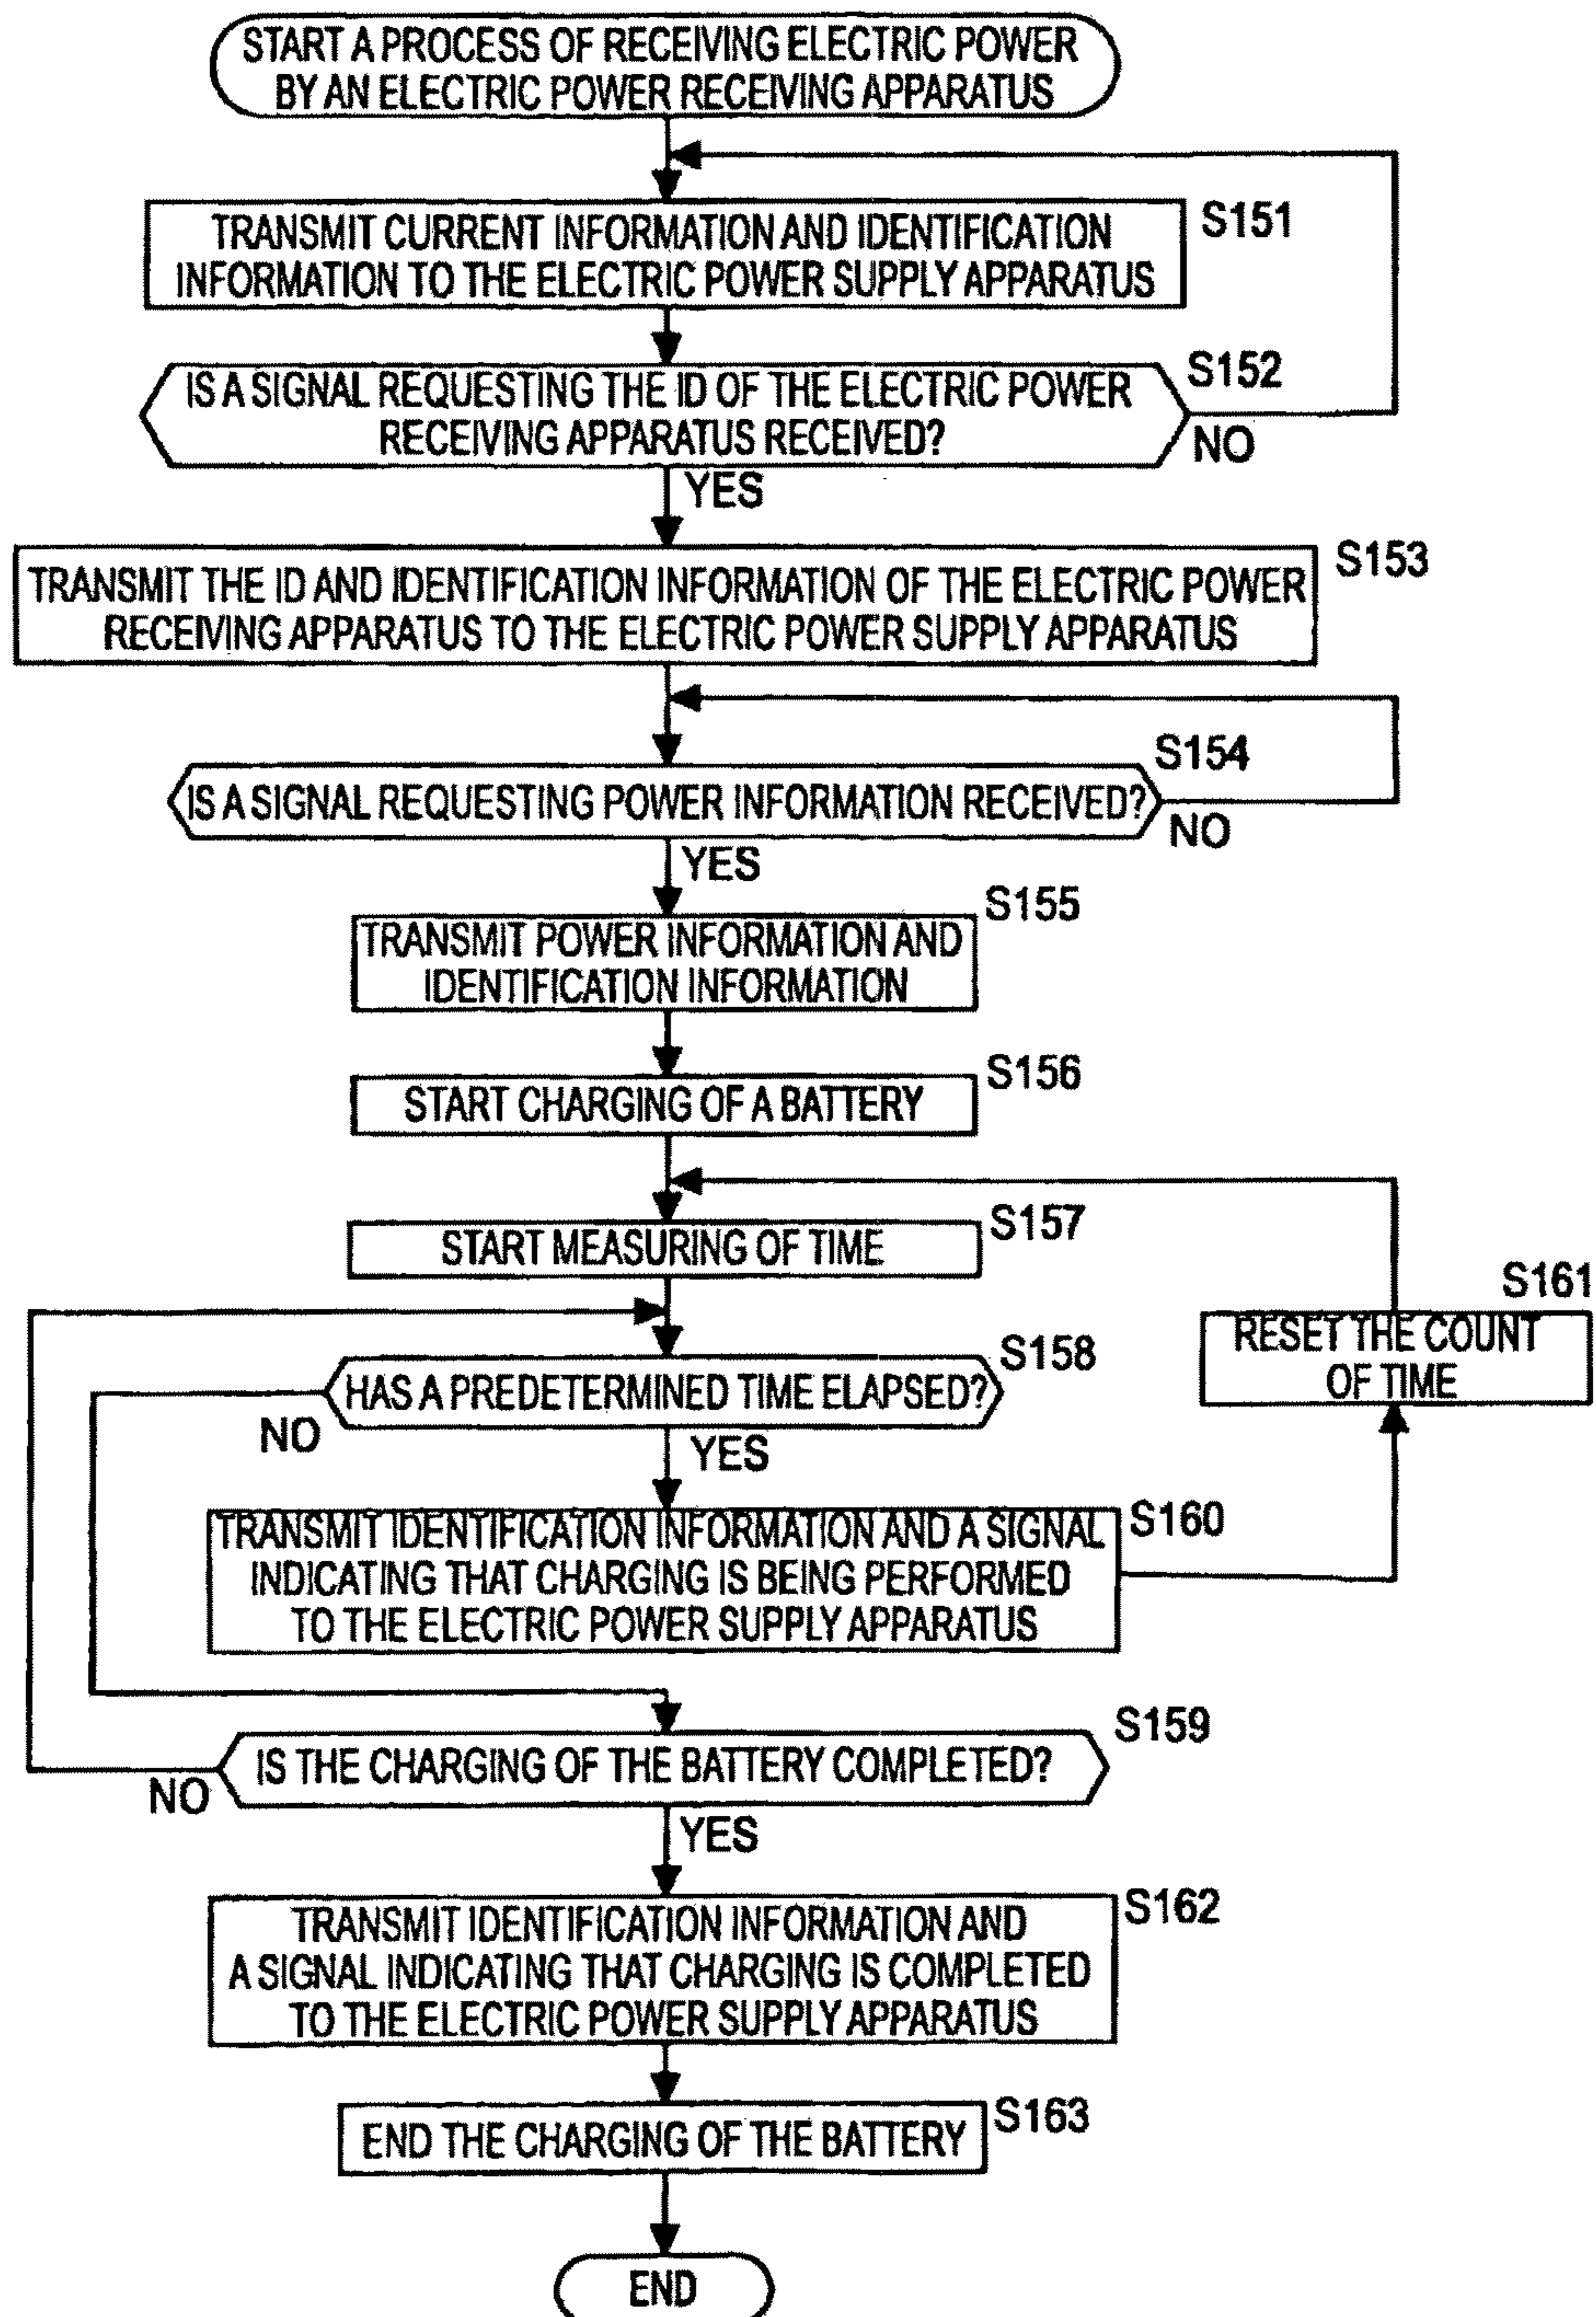 START A PROCESS OF RECEIVING ELECTRIC POWER
BY AN ELECTRIC POWER RECEIVING APPARATUS
S151
TRANSMIT CURRENT INFORMATION AND IDENTIFICATION
INFORMATION TO THE ELECTRIC POWER SUPPLY APPARATUS
S152
IS A SIGNAL REQUESTING THE ID OF THE ELECTRIC POWER
RECEIVING APPARATUS RECEIVED?
NO
YES
S153
TRANSMIT THE ID AND IDENTIFICATION INFORMATION OF THE ELECTRIC POWER
RECEIVING APPARATUS TO THE ELECTRIC POWER SUPPLY APPARATUS
S154
IS A SIGNAL REQUESTING POWER INFORMATION RECEIVED?
NO
YES
S155
TRANSMIT POWER INFORMATION AND
IDENTIFICATION INFORMATION
S156
START CHARGING OF A BATTERY
S157
START MEASURING OF TIME
S161
RESET THE COUNT
OF TIME
S158
HAS A PREDETERMINED TIME ELAPSED?
NO
YES
S160
TRANSMIT IDENTIFICATION INFORMATION AND A SIGNAL
INDICATING THAT CHARGING IS BEING PERFORMED
TO THE ELECTRIC POWER SUPPLY APPARATUS
S159
IS THE CHARGING OF THE BATTERY COMPLETED?
NO
YES
S162
TRANSMIT IDENTIFICATION INFORMATION AND
A SIGNAL INDICATING THAT CHARGING IS COMPLETED
TO THE ELECTRIC POWER SUPPLY APPARATUS
S163
END THE CHARGING OF THE BATTERY
END